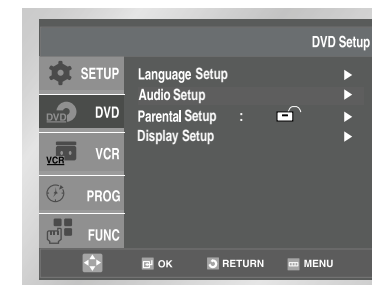 DVD Setup
SETUP
DVD DVD
VCR VCR
PROG
FUNC
Language Setup
Audio Setup
Parental Setup :
Display Setup
OK RETURN MENU